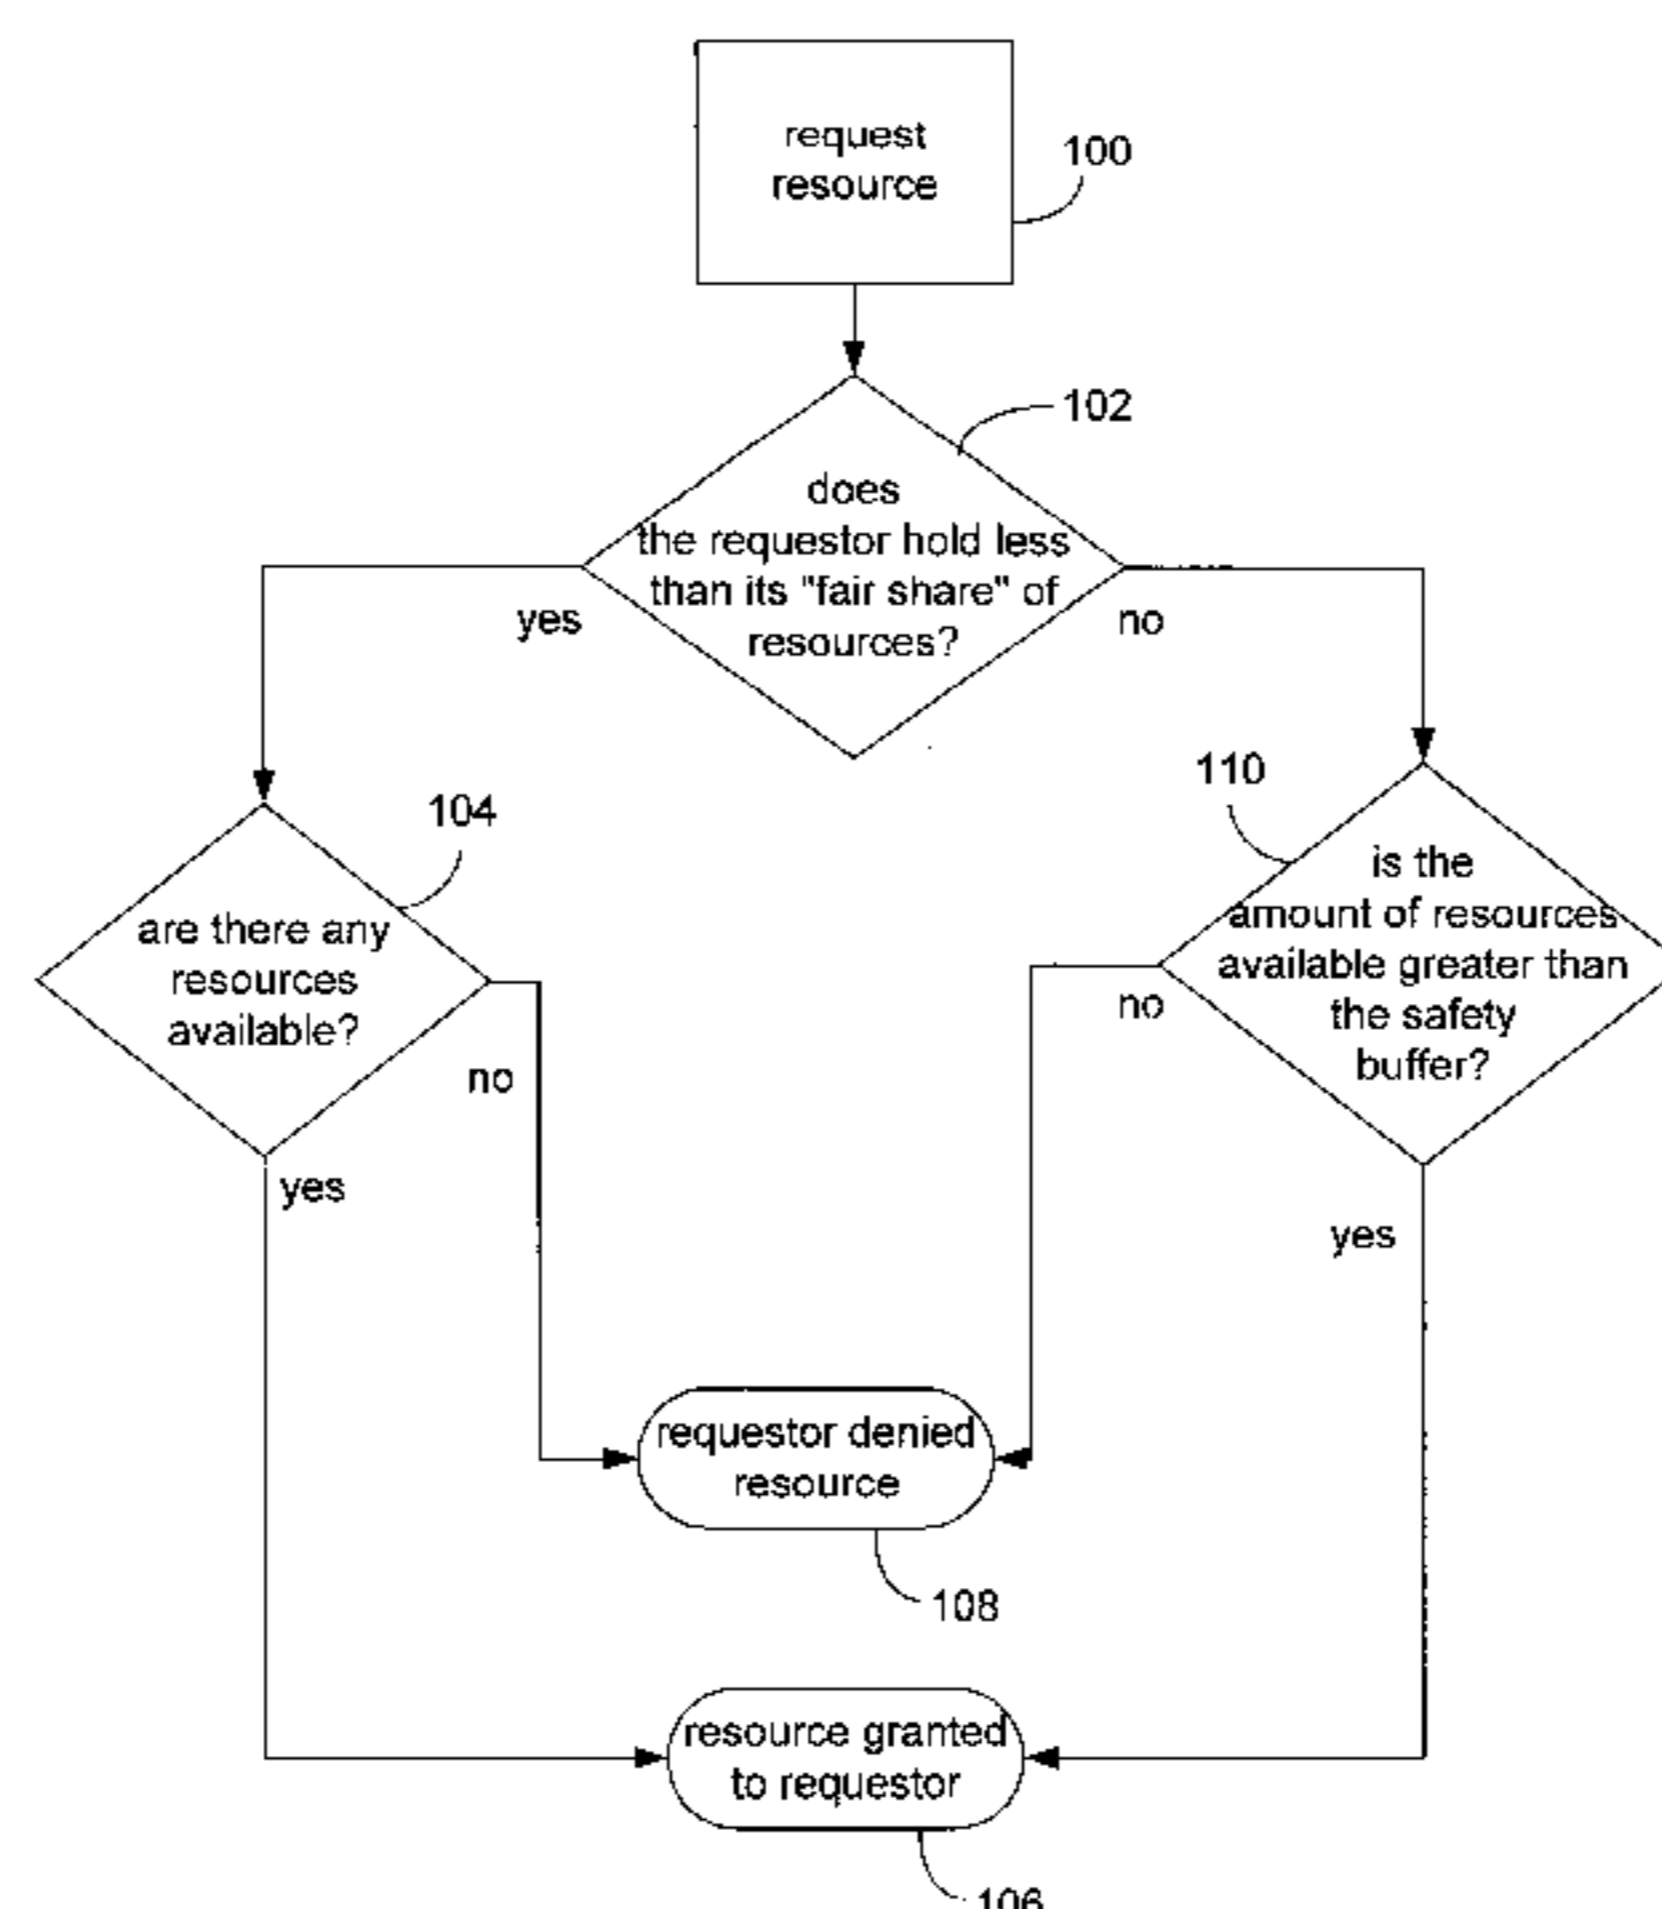 request
resource
100
102
does
the requestor hold less
than its "fair share" of
resources?
yes
no
104
are there any
resources
available?
no
yes
110
is the
amount of resources
available greater than
the safety
buffer?
no
yes
requestor denied
resource
108
resource granted
to requestor
106